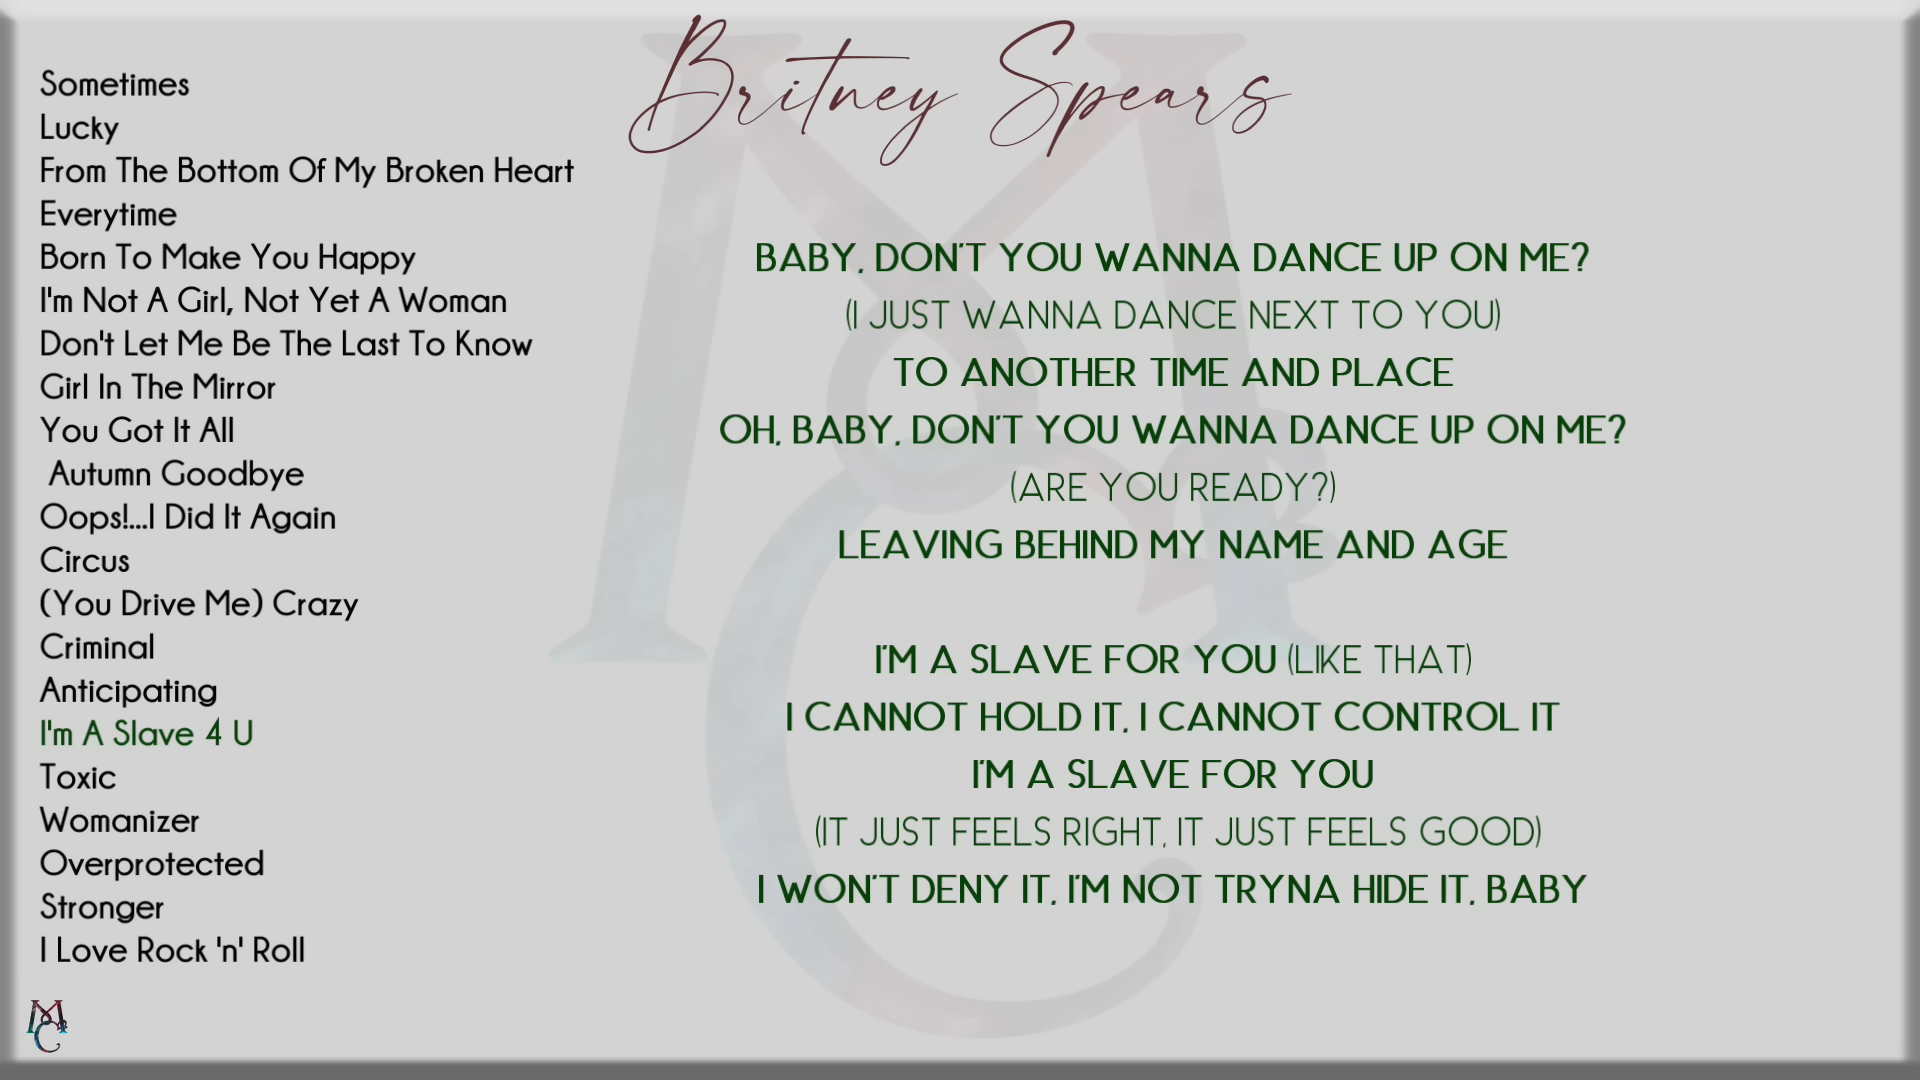 Britney Spears
Sometimes
Lucky
From The Bottom Of My Broken Heart
Everytime
Born To Make You Happy
I'm Not A Girl, Not Yet A Woman
Don't Let Me Be The Last To Know
Girl In The Mirror
You Got It All
Autumn Goodbye
Oops!...I Did It Again
Circus
(You Drive Me) Crazy
Criminal
Anticipating
I'm A Slave 4 U
Toxic
Womanizer
Overprotected
Stronger
I Love Rock 'n' Roll
BABY, DON'T YOU WANNA DANCE UP ON ME?
(I JUST WANNA DANCE NEXT TO YOU)
TO ANOTHER TIME AND PLACE
OH, BABY, DON'T YOU WANNA DANCE UP ON ME?
(ARE YOU READY?)
LEAVING BEHIND MY NAME AND AGE
I'M A SLAVE FOR YOU (LIKE THAT)
I CANNOT HOLD IT, I CANNOT CONTROL IT
I'M A SLAVE FOR YOU
(IT JUST FEELS RIGHT, IT JUST FEELS GOOD)
I WON'T DENY IT, I'M NOT TRYNA HIDE IT, BABY